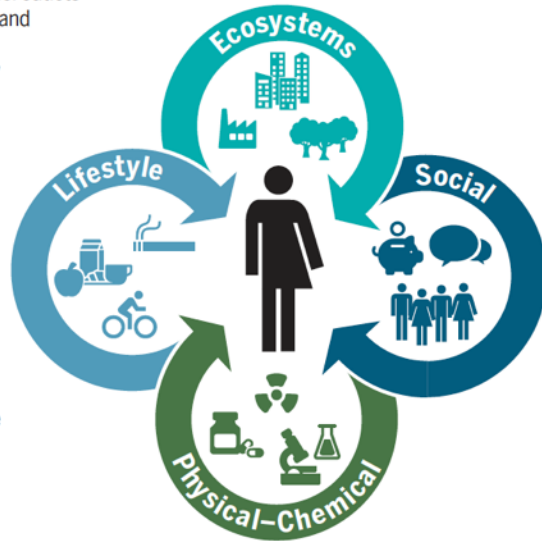 and
Ecosystems
Lifestyle
Social
Physical–Chemical